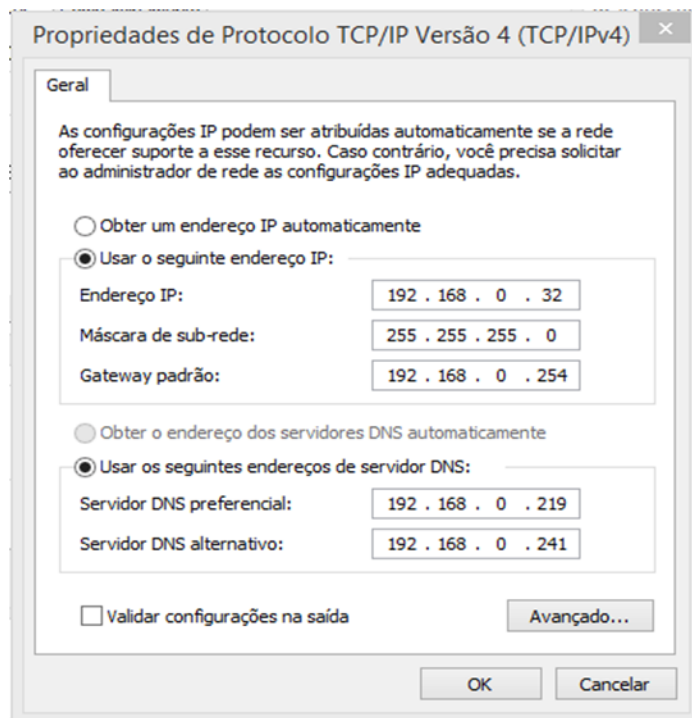 Propriedades de Protocolo TCP/IP Versão 4 (TCP/IPv4)
Geral
As configurações IP podem ser atribuídas automaticamente se a rede
oferecer suporte a esse recurso. Caso contrário, você precisa solicitar
ao administrador de rede as configurações IP adequadas.
Obter um endereço IP automaticamente
Usar o seguinte endereço IP:
Endereço IP: 192 . 168 . 0 . 32
Máscara de sub-rede: 255 . 255 . 255 . 0
Gateway padrão: 192 . 168 . 0 . 254
Obter o endereço dos servidores DNS automaticamente
Usar os seguintes endereços de servidor DNS:
Servidor DNS preferencial: 192 . 168 . 0 . 219
Servidor DNS alternativo: 192 . 168 . 0 . 241
Validar configurações na saída
Avançado...
OK Cancelar